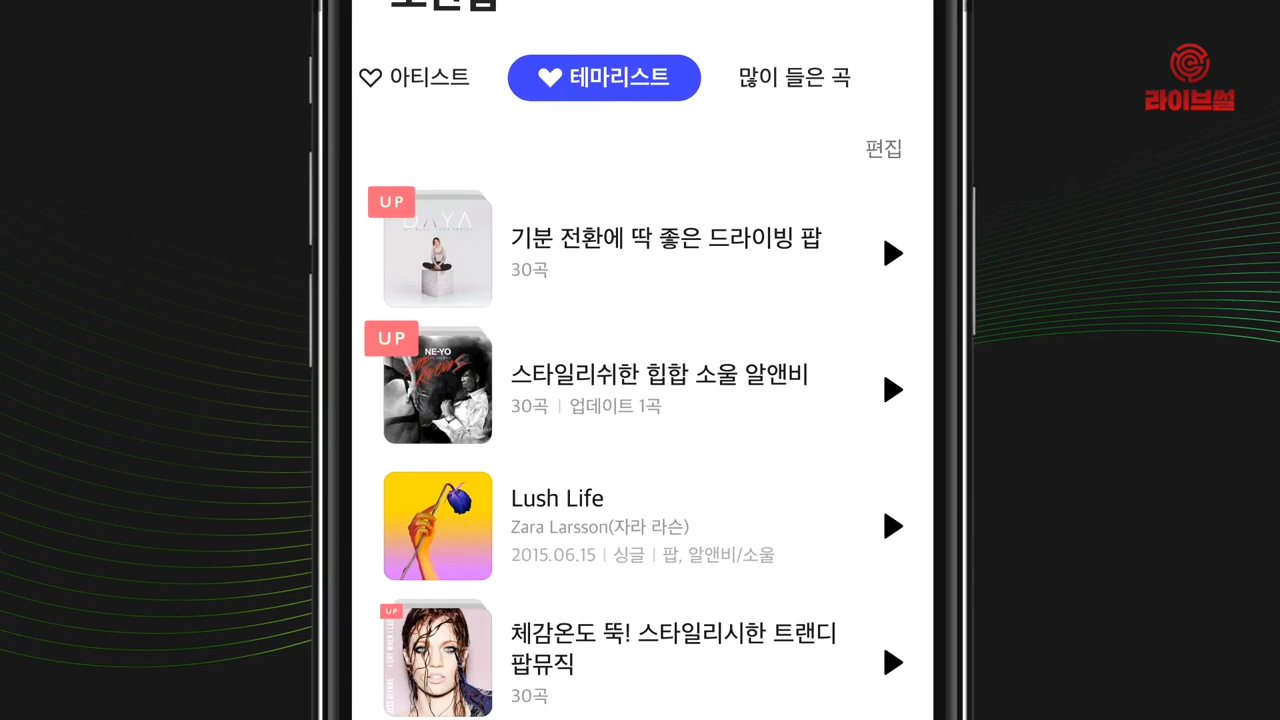 아티스트
테마리스트
많이 들은 곡
라이브썰
편집
UP
DAYA
기분 전환에 딱 좋은 드라이빙 팝
30곡
UP
NE-YO
스타일리쉬한 힙합 소울 알앤비
30곡 | 업데이트 1곡
Lush Life
Zara Larsson(자라 라슨)
2015.06.15 | 싱글 | 팝, 알앤비/소울
UP
체감온도 뚝! 스타일리시한 트랜디
팝뮤직
30곡